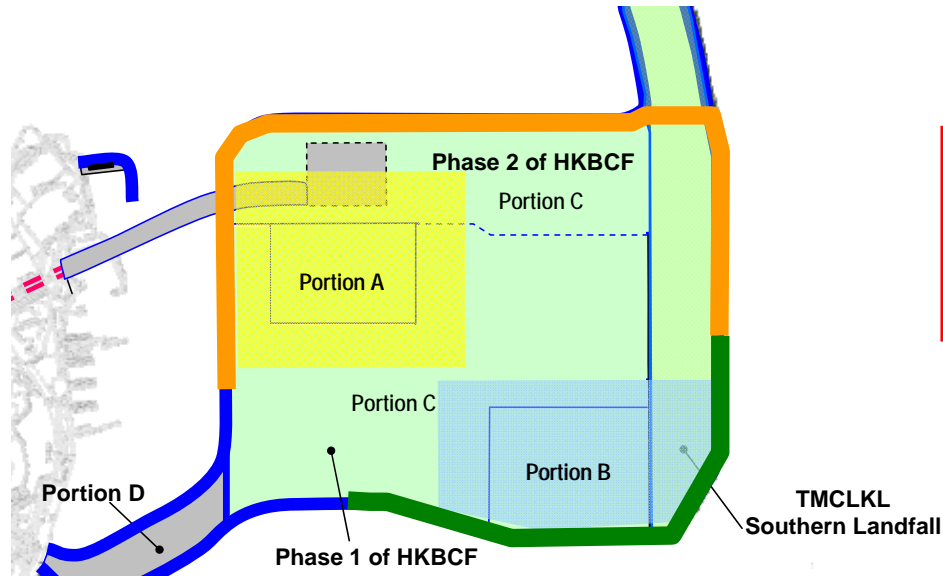 Phase 2 of HKBCF
Portion C
Portion A
Portion C
Portion B
Portion D
TMCLKL
Southern Landfall
Phase 1 of HKBCF